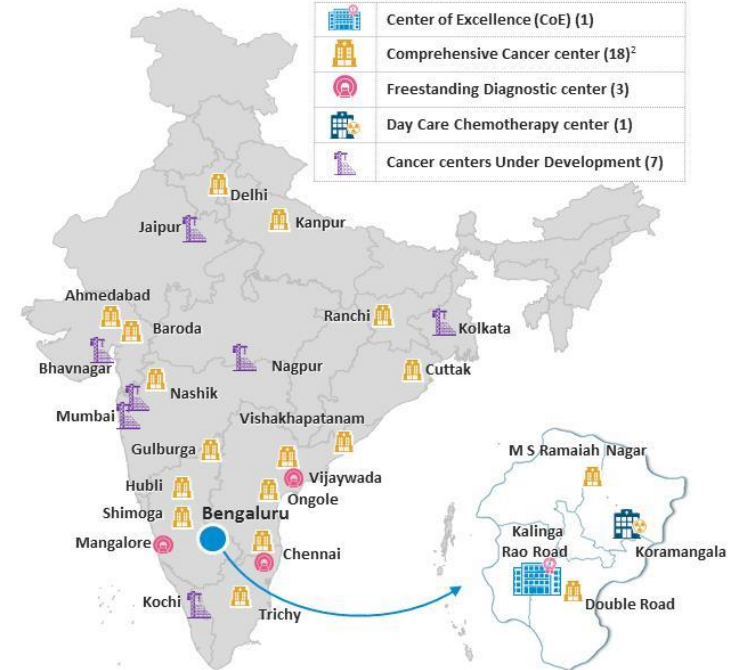 Center of Excellence (CoE) (1)
Comprehensive Cancer center (18)2
Freestanding Diagnostic center (3)
Day Care Chemotherapy center (1)
Cancer centers Under Development (7)
Delhi
Jaipur
Kanpur
Ahmedabad
Baroda
Ranchi
Kolkata
Bhavnagar
Nagpur
Cuttak
Nashik
Mumbai
Vishakhapatanam
Gulburga
Vijaywada
Hubli
Ongole
Shimoga
Bengaluru
Mangalore
Chennai
Kochi
Trichy
M S Ramaiah Nagar
Kalinga
Rao Road
Koramangala
Double Road